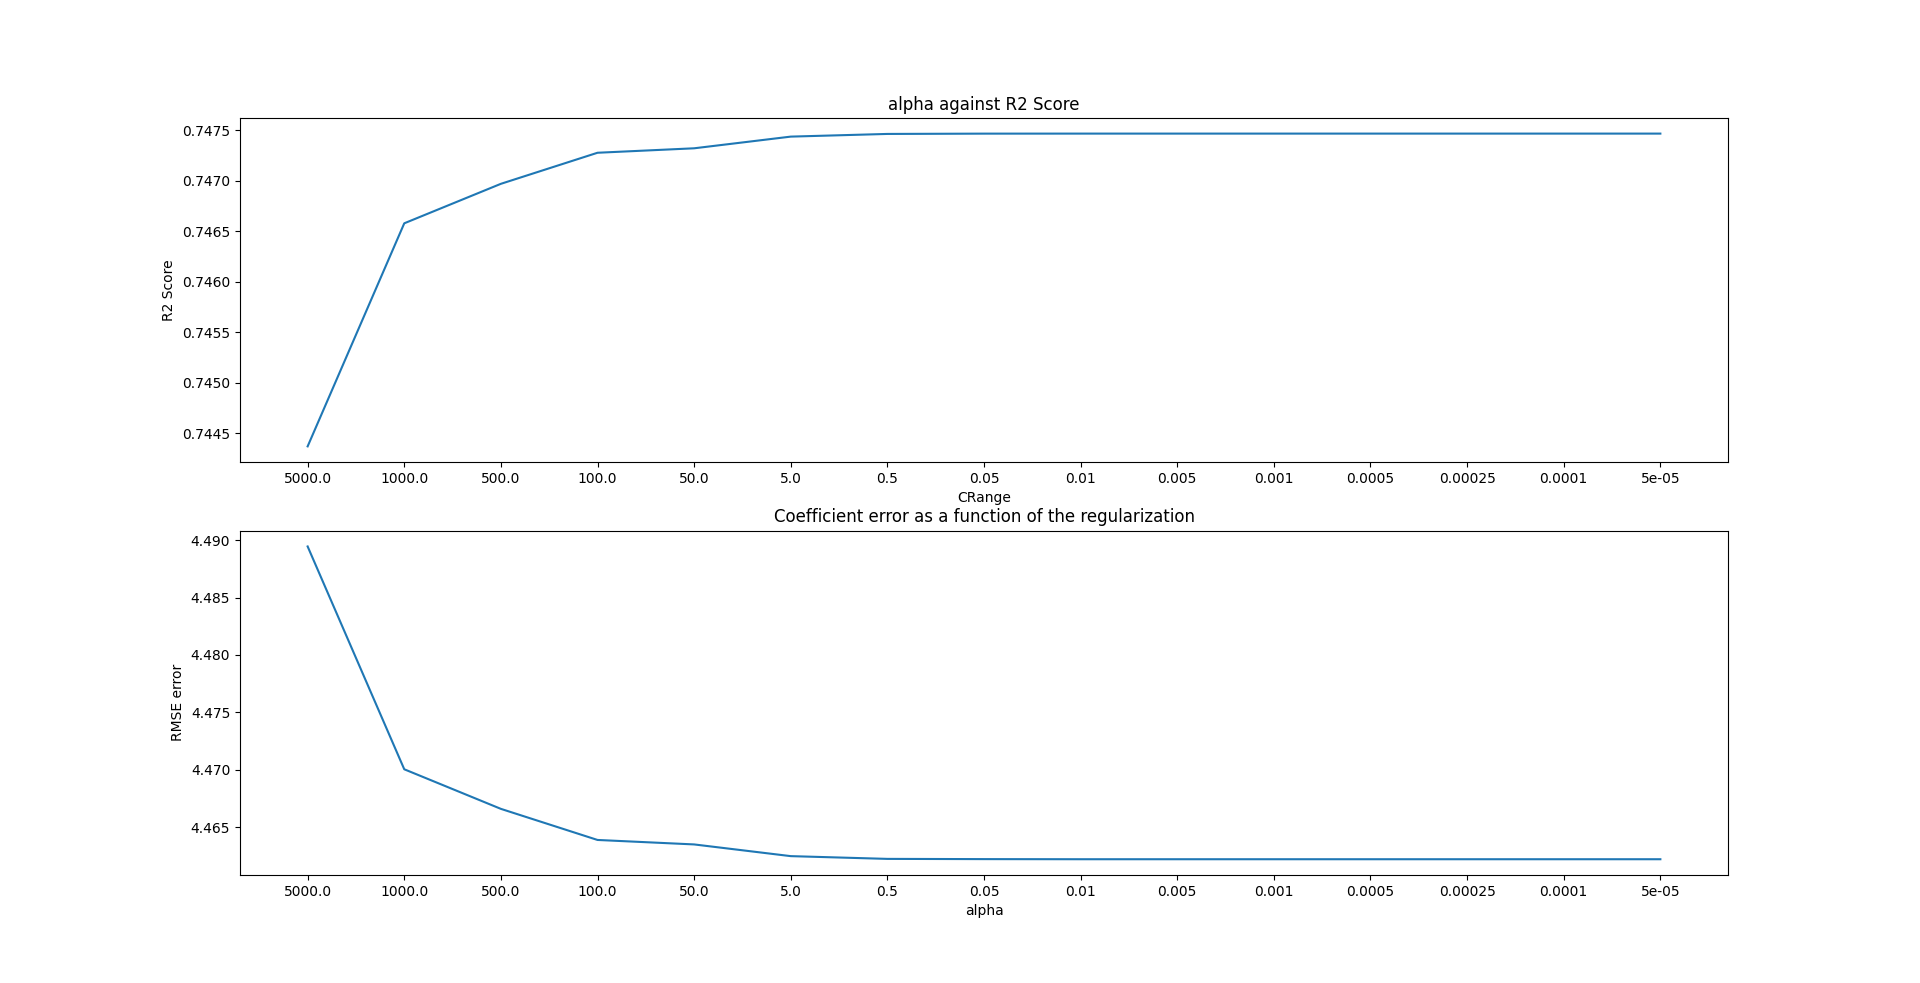 alpha against R2 Score
0.7475
0.7470
0.7465
0.7460
0.7455
0.7450
0.7445
R2 Score
5000.0 1000.0 500.0 100.0 50.0 5.0 0.5 0.05 0.01 0.005 0.001 0.0005 0.00025 0.0001 5e-05
CRange
Coefficient error as a function of the regularization
4.490
4.485
4.480
4.475
4.470
4.465
RMSE error
5000.0 1000.0 500.0 100.0 50.0 5.0 0.5 0.05 0.01 0.005 0.001 0.0005 0.00025 0.0001 5e-05
alpha